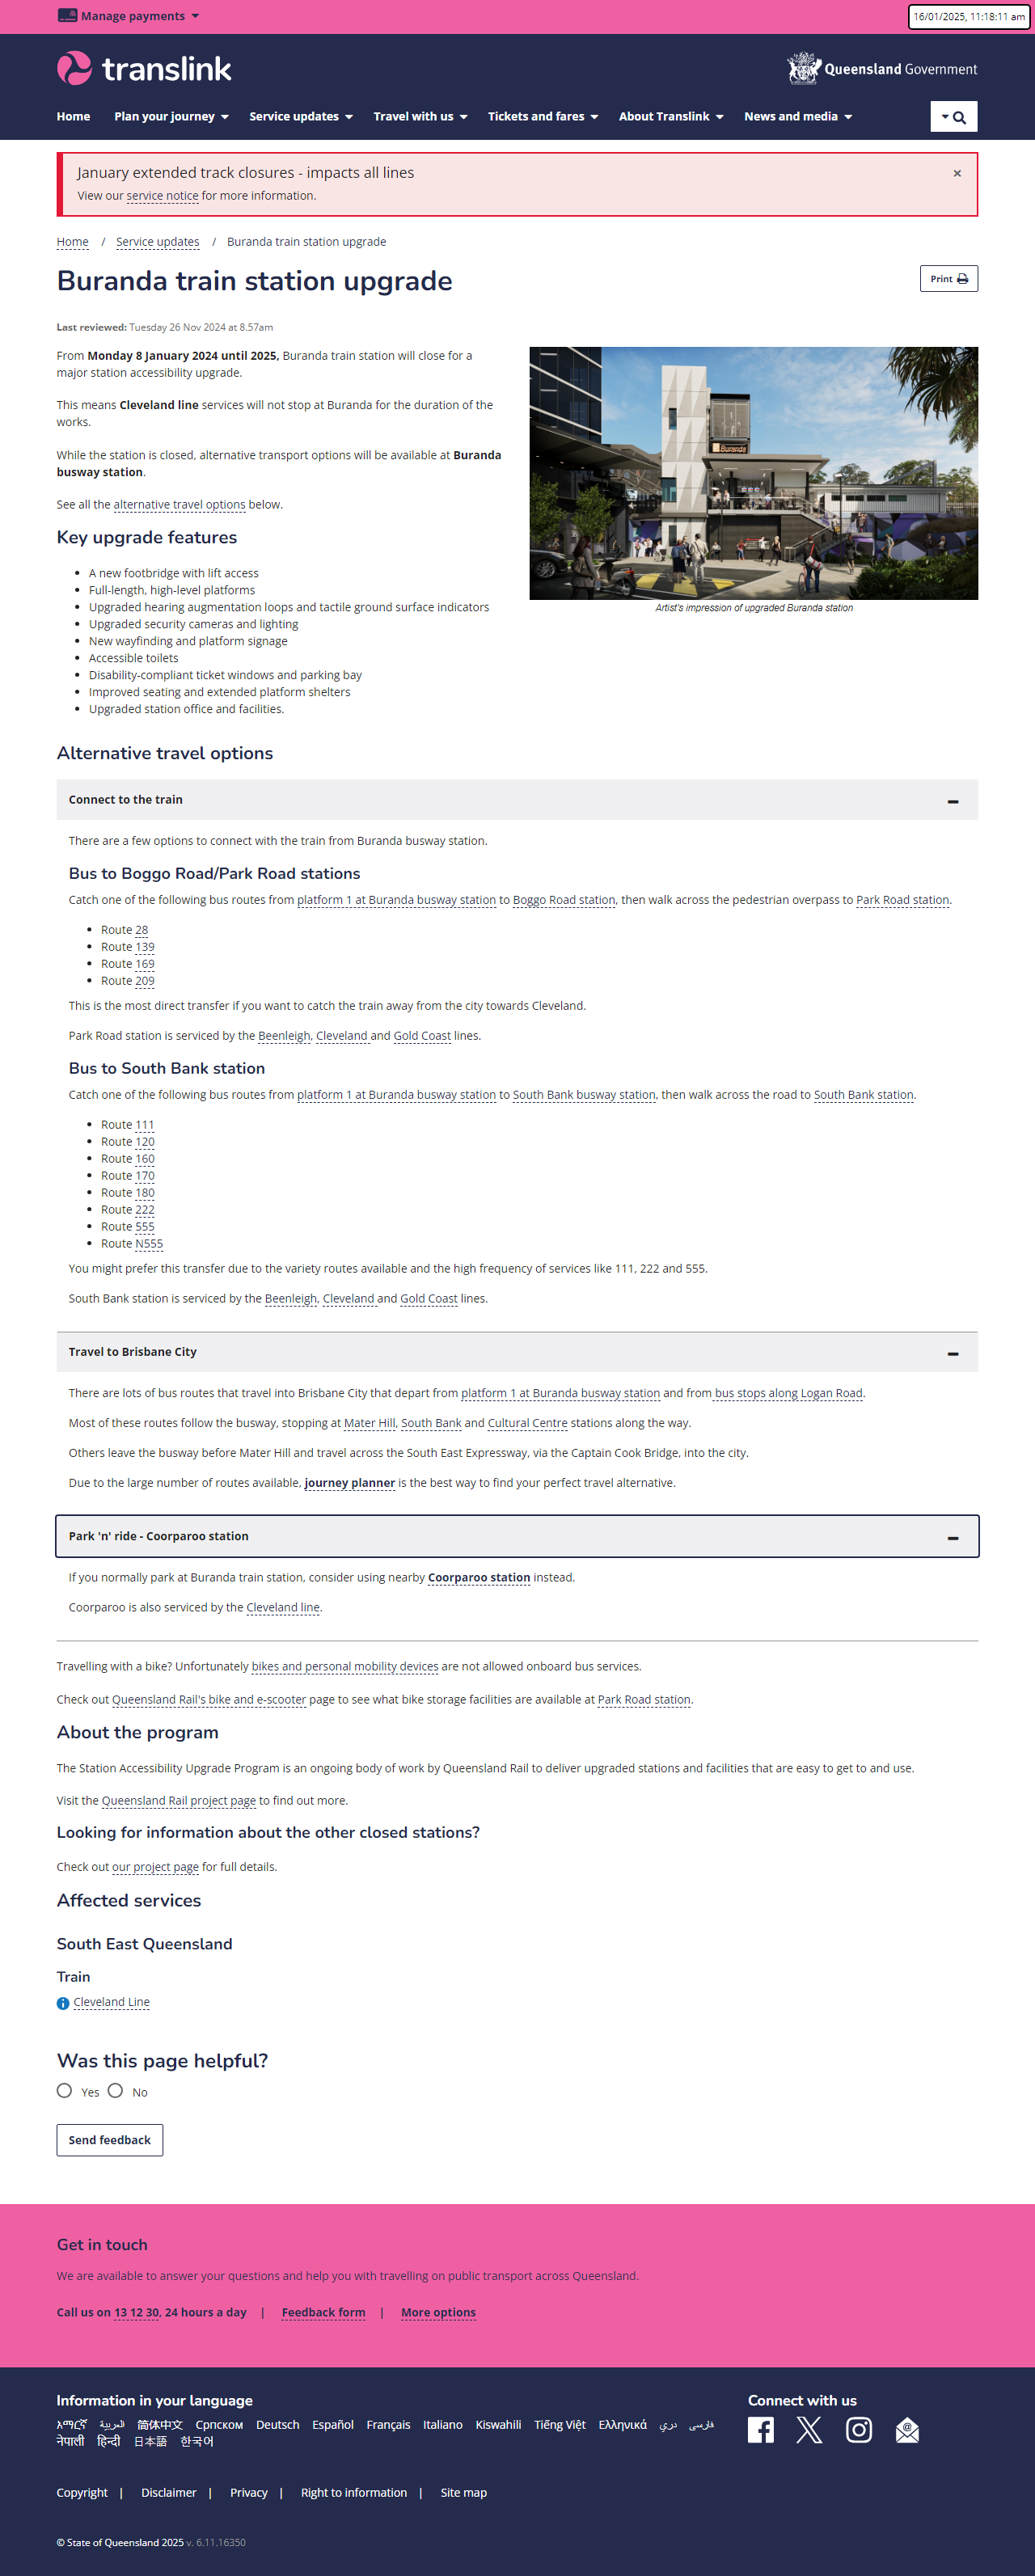 Manage payments
16/01/2025, 11:18:11 am
translink
Queensland Government
Home Plan your journey Service updates Travel with us Tickets and fares About Translink News and media
January extended track closures - impacts all lines
×
View our service notice for more information.
Home / Service updates / Buranda train station upgrade
Buranda train station upgrade
Print
Last reviewed: Tuesday 26 Nov 2024 at 8.57am
From Monday 8 January 2024 until 2025, Buranda train station will close for a
major station accessibility upgrade.
This means Cleveland line services will not stop at Buranda for the duration of the
works.
While the station is closed, alternative transport options will be available at Buranda
busway station.
See all the alternative travel options below.
Buranda
Artist's impression of upgraded Buranda station
Key upgrade features
• A new footbridge with lift access
• Full-length, high-level platforms
• Upgraded hearing augmentation loops and tactile ground surface indicators
• Upgraded security cameras and lighting
• New wayfinding and platform signage
• Accessible toilets
• Disability-compliant ticket windows and parking bay
• Improved seating and extended platform shelters
• Upgraded station office and facilities.
Alternative travel options
Connect to the train
There are a few options to connect with the train from Buranda busway station.
Bus to Boggo Road/Park Road stations
Catch one of the following bus routes from platform 1 at Buranda busway station to Boggo Road station, then walk across the pedestrian overpass to Park Road station.
• Route 28
• Route 139
• Route 169
• Route 209
This is the most direct transfer if you want to catch the train away from the city towards Cleveland.
Park Road station is serviced by the Beenleigh, Cleveland and Gold Coast lines.
Bus to South Bank station
Catch one of the following bus routes from platform 1 at Buranda busway station to South Bank busway station, then walk across the road to South Bank station.
• Route 111
• Route 120
• Route 160
• Route 170
• Route 180
• Route 222
• Route 555
• Route N555
You might prefer this transfer due to the variety routes available and the high frequency of services like 111, 222 and 555.
South Bank station is serviced by the Beenleigh, Cleveland and Gold Coast lines.
Travel to Brisbane City
There are lots of bus routes that travel into Brisbane City that depart from platform 1 at Buranda busway station and from bus stops along Logan Road.
Most of these routes follow the busway, stopping at Mater Hill, South Bank and Cultural Centre stations along the way.
Others leave the busway before Mater Hill and travel across the South East Expressway, via the Captain Cook Bridge, into the city.
Due to the large number of routes available, journey planner is the best way to find your perfect travel alternative.
Park 'n' ride - Coorparoo station
If you normally park at Buranda train station, consider using nearby Coorparoo station instead.
Coorparoo is also serviced by the Cleveland line.
Travelling with a bike? Unfortunately bikes and personal mobility devices are not allowed onboard bus services.
Check out Queensland Rail's bike and e-scooter page to see what bike storage facilities are available at Park Road station.
About the program
The Station Accessibility Upgrade Program is an ongoing body of work by Queensland Rail to deliver upgraded stations and facilities that are easy to get to and use.
Visit the Queensland Rail project page to find out more.
Looking for information about the other closed stations?
Check out our project page for full details.
Affected services
South East Queensland
Train
Cleveland Line
Was this page helpful?
Yes No
Send feedback
Get in touch
We are available to answer your questions and help you with travelling on public transport across Queensland.
Call us on 13 12 30, 24 hours a day | Feedback form | More options
Information in your language
Connect with us
አማርኛ العربية 简体中文 Српском Deutsch Español Français Italiano Kiswahili Tiếng Việt Ελληνικά دري فارسی
नेपाली हिन्दी 日本語 한국어
Copyright | Disclaimer | Privacy | Right to information | Site map
© State of Queensland 2025 v. 6.11.16350